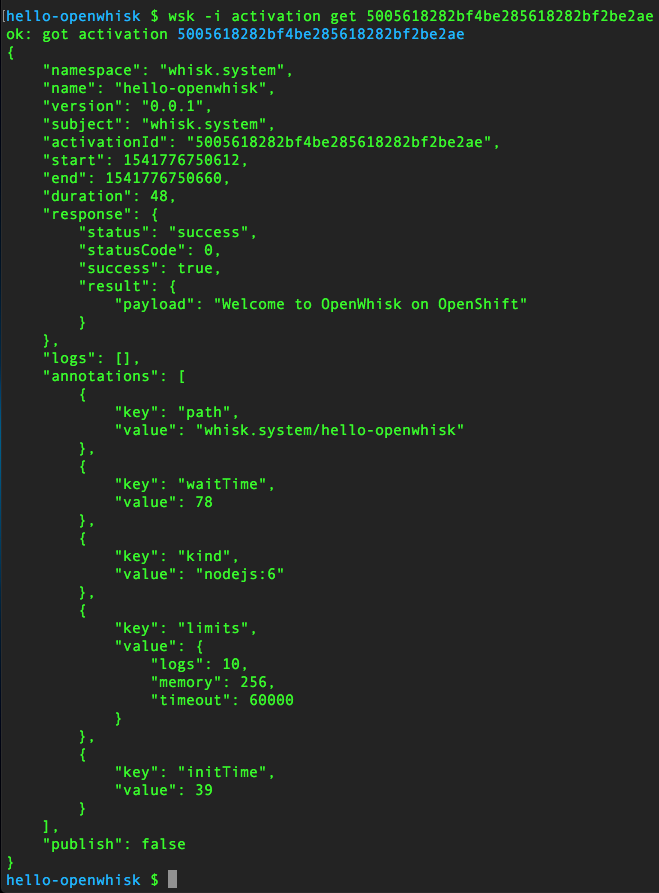 hello-openwhisk $ wsk -i activation get 5005618282bf4be285618282bf2be2ae
ok: got activation 5005618282bf4be285618282bf2be2ae
{
    "namespace": "whisk.system",
    "name": "hello-openwhisk",
    "version": "0.0.1",
    "subject": "whisk.system",
    "activationId": "5005618282bf4be285618282bf2be2ae",
    "start": 1541776750612,
    "end": 1541776750660,
    "duration": 48,
    "response": {
        "status": "success",
        "statusCode": 0,
        "success": true,
        "result": {
            "payload": "Welcome to OpenWhisk on OpenShift"
        }
    },
    "logs": [],
    "annotations": [
        {
            "key": "path",
            "value": "whisk.system/hello-openwhisk"
        },
        {
            "key": "waitTime",
            "value": 78
        },
        {
            "key": "kind",
            "value": "nodejs:6"
        },
        {
            "key": "limits",
            "value": {
                "logs": 10,
                "memory": 256,
                "timeout": 60000
            }
        },
        {
            "key": "initTime",
            "value": 39
        }
    ],
    "publish": false
}
hello-openwhisk $